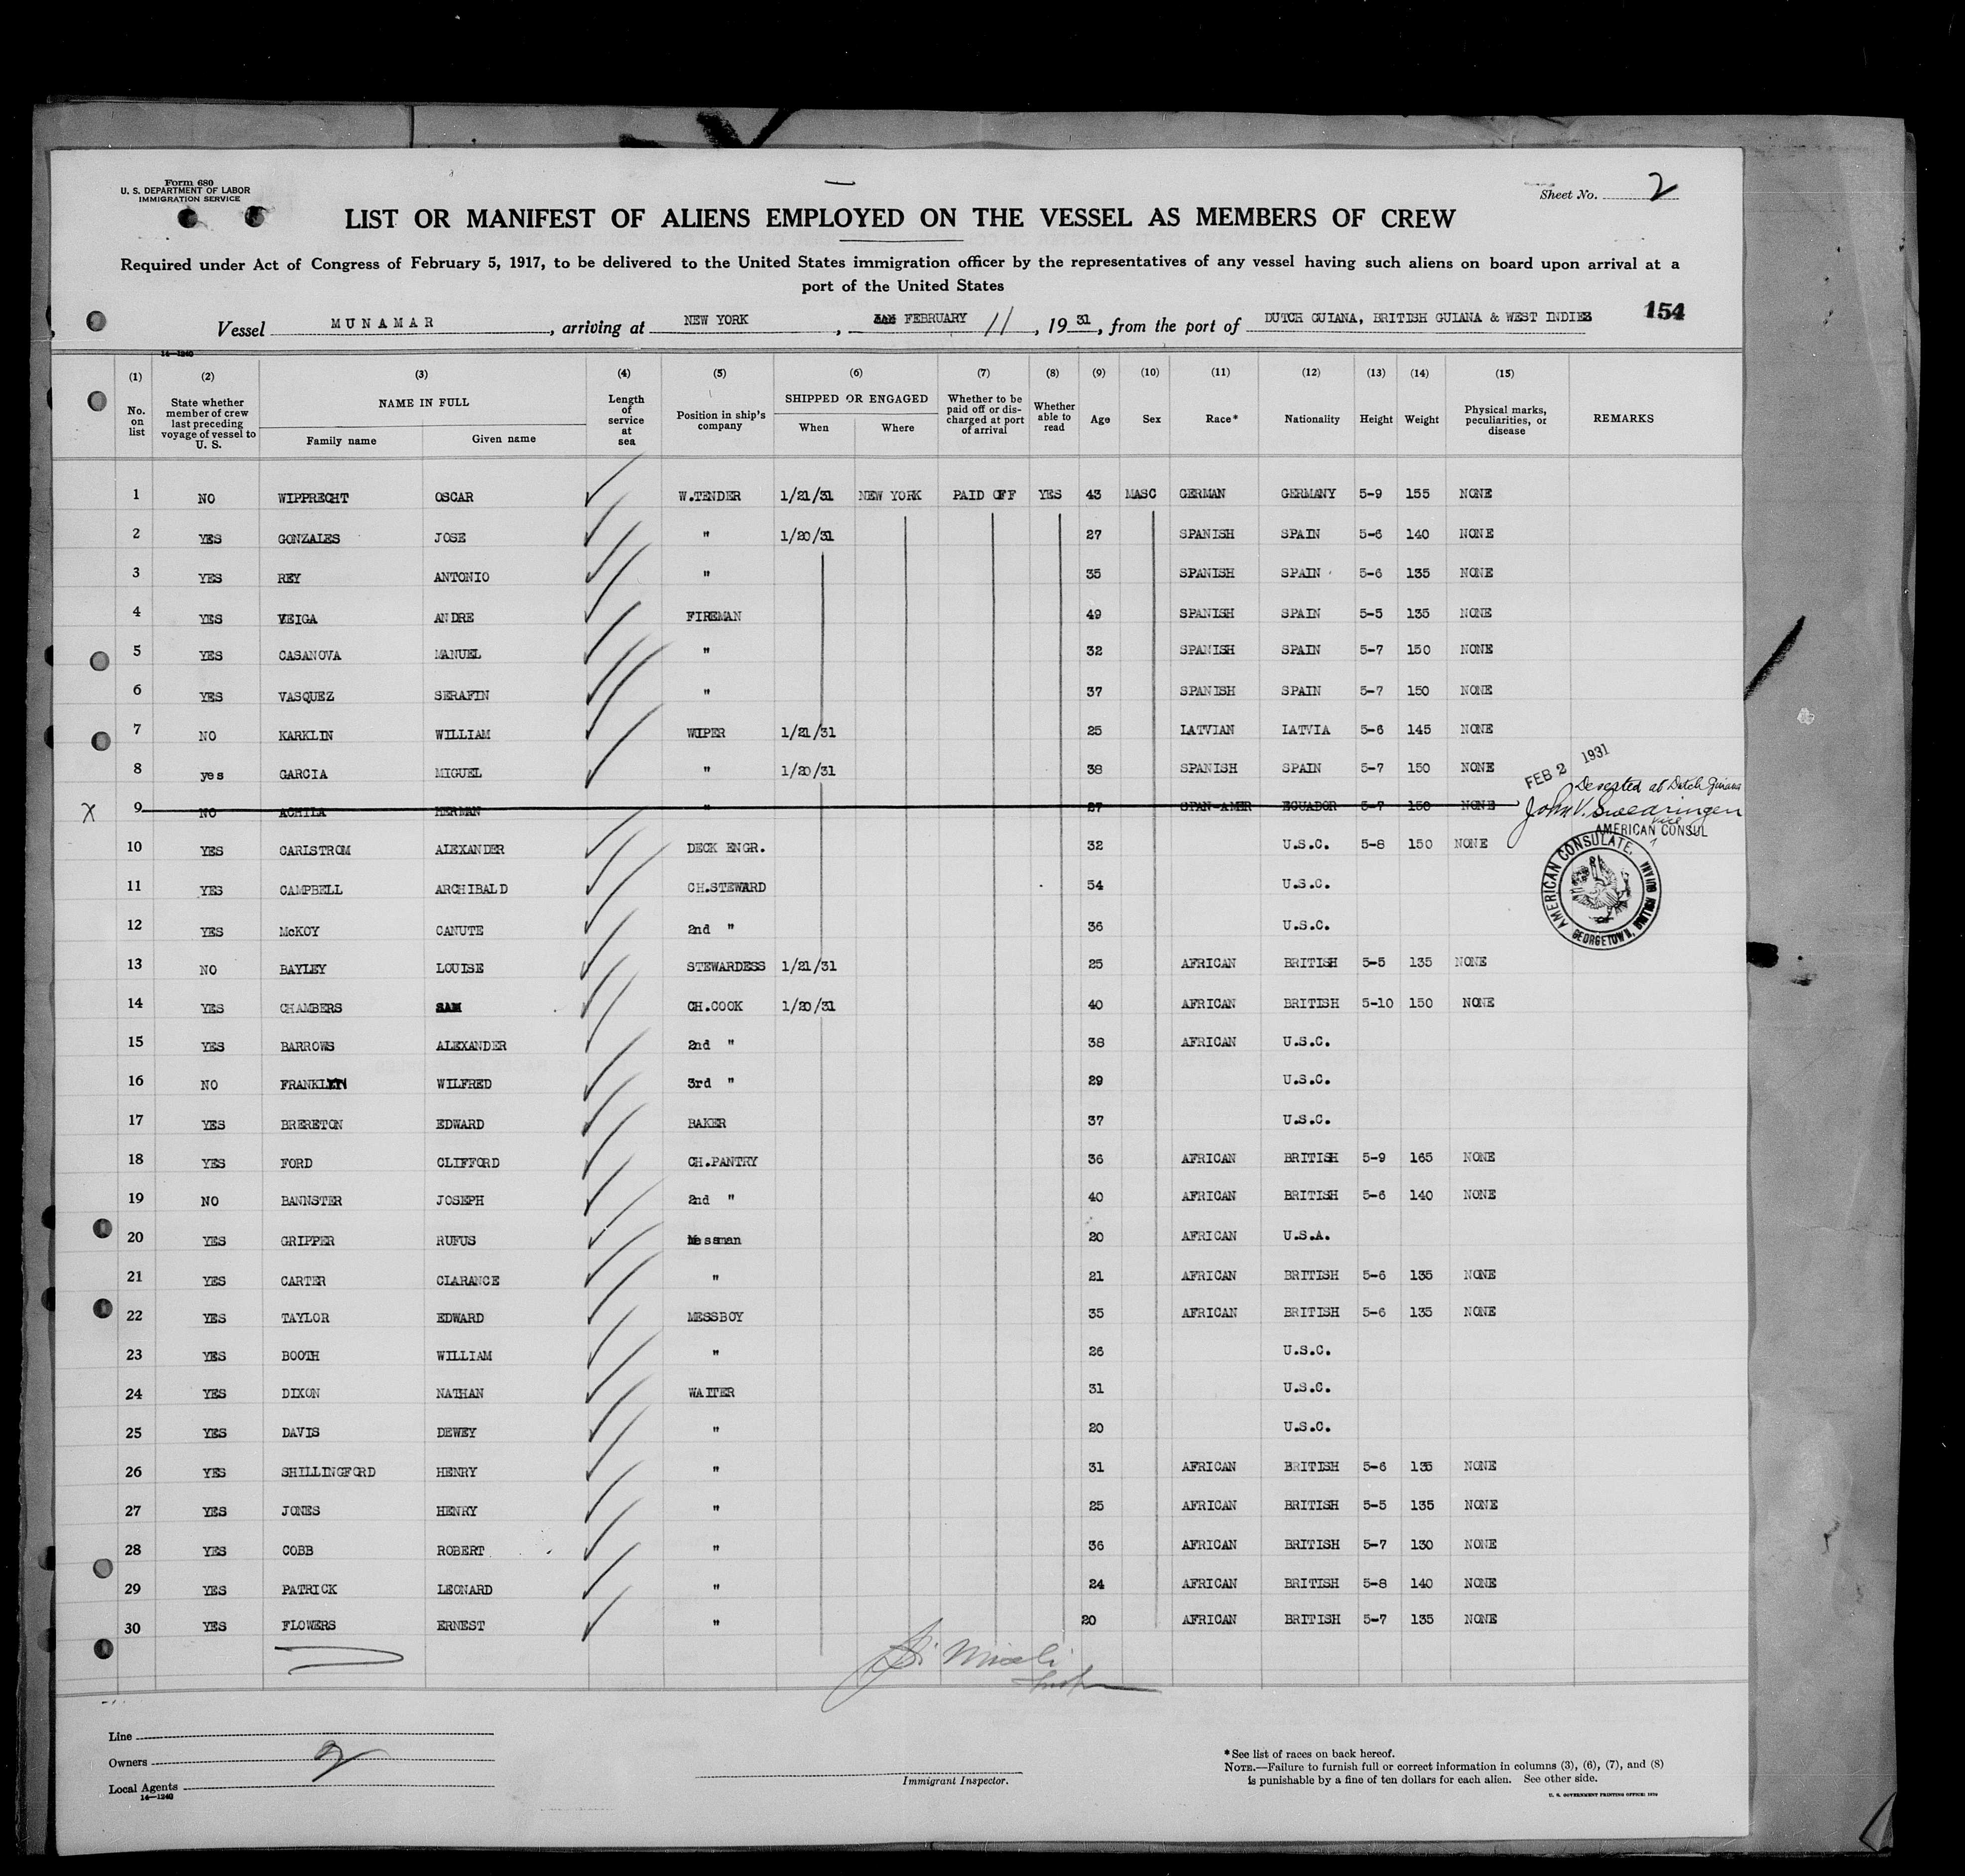 Form 680
U. S. DEPARTMENT OF LABOR
IMMIGRATION SERVICE
Sheet No. 2
LIST OR MANIFEST OF ALIENS EMPLOYED ON THE VESSEL AS MEMBERS OF CREW
Required under Act of Congress of February 5, 1917, to be delivered to the United States immigration officer by the representatives of any vessel having such aliens on board upon arrival at a
port of the United States
Vessel MUNAMAR, arriving at NEW YORK, FEBRUARY 11, 1931, from the port of DUTCH GUIANA, BRITISH GUIANA & WEST INDIES 154
14—1240
(1) (2) (3) (4) (5) (6) (7) (8) (9) (10) (11) (12) (13) (14) (15)
No. on list
State whether member of crew last preceding voyage of vessel to U. S.
NAME IN FULL
Family name
Given name
Length of service at sea
Position in ship's company
SHIPPED OR ENGAGED
When
Where
Whether to be paid off or discharged at port of arrival
Whether able to read
Age
Sex
Race*
Nationality
Height
Weight
Physical marks, peculiarities, or disease
REMARKS
1 NO WIPPRECHT OSCAR W.TENDER 1/21/31 NEW YORK PAID OFF YES 43 MASC GERMAN GERMANY 5-9 155 NONE
2 YES GONZALES JOSE " 1/20/31 27 SPANISH SPAIN 5-6 140 NONE
3 YES REY ANTONIO " 35 SPANISH SPAIN 5-6 135 NONE
4 YES VEIGA ANDRE FIREMAN 49 SPANISH SPAIN 5-5 135 NONE
5 YES CASANOVA MANUEL " 32 SPANISH SPAIN 5-7 150 NONE
6 YES VASQUEZ SERAFIN " 37 SPANISH SPAIN 5-7 150 NONE
7 NO KARKLIN WILLIAM WIPER 1/21/31 25 LATVIAN LATVIA 5-6 145 NONE
8 yes GARCIA MIGUEL " 1/20/31 38 SPANISH SPAIN 5-7 150 NONE
FEB 2 1931
Deserted at Dutch Guiana
X 9 NO ACHILA HERMAN " 27 SPAN-AMER ECUADOR 5-7 150 NONE
John V. Swearingen
vice
AMERICAN CONSUL
10 YES CARLSTROM ALEXANDER DECK ENGR. 32 U.S.C. 5-8 150 NONE
AMERICAN CONSULATE,
GEORGETOWN, BRITISH GUIANA
11 YES CAMPBELL ARCHIBALD CH.STEWARD 54 U.S.C.
12 YES McKOY CANUTE 2nd " 36 U.S.C.
13 NO BAYLEY LOUISE STEWARDESS 1/21/31 25 AFRICAN BRITISH 5-5 135 NONE
14 YES CHAMBERS SAM CH.COOK 1/20/31 40 AFRICAN BRITISH 5-10 150 NONE
15 YES BARROWS ALEXANDER 2nd " 38 AFRICAN U.S.C.
16 NO FRANKLYN WILFRED 3rd " 29 U.S.C.
17 YES BRERETON EDWARD BAKER 37 U.S.C.
18 YES FORD CLIFFORD CH.PANTRY 36 AFRICAN BRITISH 5-9 165 NONE
19 NO BANNSTER JOSEPH 2nd " 40 AFRICAN BRITISH 5-6 140 NONE
20 YES GRIPPER RUFUS Messman 20 AFRICAN U.S.A.
21 YES CARTER CLARANCE " 21 AFRICAN BRITISH 5-6 135 NONE
22 YES TAYLOR EDWARD MESSBOY 35 AFRICAN BRITISH 5-6 135 NONE
23 YES BOOTH WILLIAM " 26 U.S.C.
24 YES DIXON NATHAN WAITER 31 U.S.C.
25 YES DAVIS DEWEY " 20 U.S.C.
26 YES SHILLINGFORD HENRY " 31 AFRICAN BRITISH 5-6 135 NONE
27 YES JONES HENRY " 25 AFRICAN BRITISH 5-5 135 NONE
28 YES COBB ROBERT " 36 AFRICAN BRITISH 5-7 130 NONE
29 YES PATRICK LEONARD " 24 AFRICAN BRITISH 5-8 140 NONE
30 YES FLOWERS ERNEST " 20 AFRICAN BRITISH 5-7 135 NONE
Line
Owners
Local Agents
14—1240
Immigrant Inspector.
*See list of races on back hereof.
NOTE.—Failure to furnish full or correct information in columns (3), (6), (7), and (8)
is punishable by a fine of ten dollars for each alien. See other side.
U. S. GOVERNMENT PRINTING OFFICE: